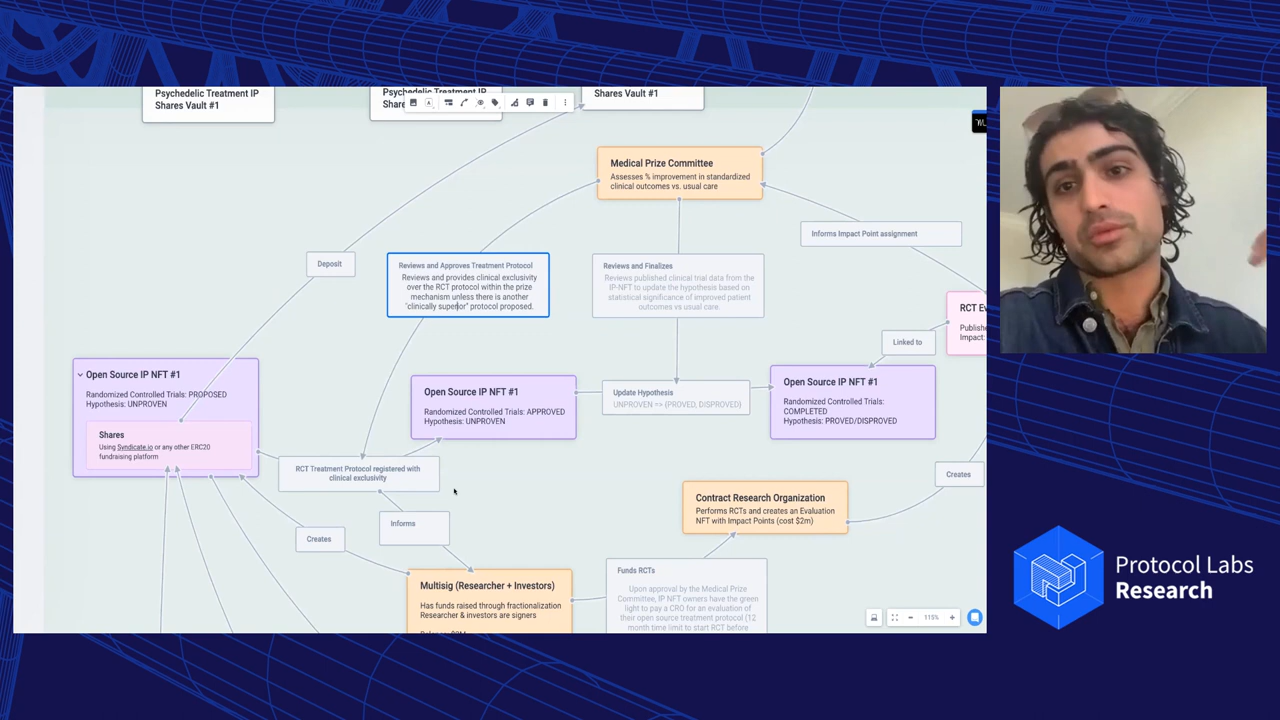 Psychedelic Treatment IP
Shares Vault #1
Psychedelic Treatment IP
Share
Shares Vault #1
Medical Prize Committee
Assesses % improvement in standardized
clinical outcomes vs. usual care
Informs Impact Point assignment
Deposit
Reviews and Approves Treatment Protocol
Reviews and provides clinical exclusivity
over the RCT protocol within the prize
mechanism unless there is another
"clinically superior" protocol proposed.
Reviews and Finalizes
Reviews published clinical trial data from the
IP-NFT to update the hypothesis based on
statistical significance of improved patient
outcomes vs usual care.
RCT Ev
Publishe
Impact:
Linked to
Open Source IP NFT #1
Randomized Controlled Trials: PROPOSED
Hypothesis: UNPROVEN
Shares
Using Syndicate.io or any other ERC20
fundraising platform
Open Source IP NFT #1
Randomized Controlled Trials: APPROVED
Hypothesis: UNPROVEN
Update Hypothesis
UNPROVEN => {PROVED, DISPROVED}
Open Source IP NFT #1
Randomized Controlled Trials:
COMPLETED
Hypothesis: PROVED/DISPROVED
RCT Treatment Protocol registered with
clinical exclusivity
Creates
Contract Research Organization
Performs RCTs and creates an Evaluation
NFT with Impact Points (cost $2m)
Informs
Creates
Multisig (Researcher + Investors)
Has funds raised through fractionalization
Researcher & investors are signers
Funds RCTs
Upon approval by the Medical Prize
Committee, IP NFT owners have the green
light to pay a CRO for an evaluation of
their open source treatment protocol (12
month time limit to start RCT before
115%
Protocol Labs
Research